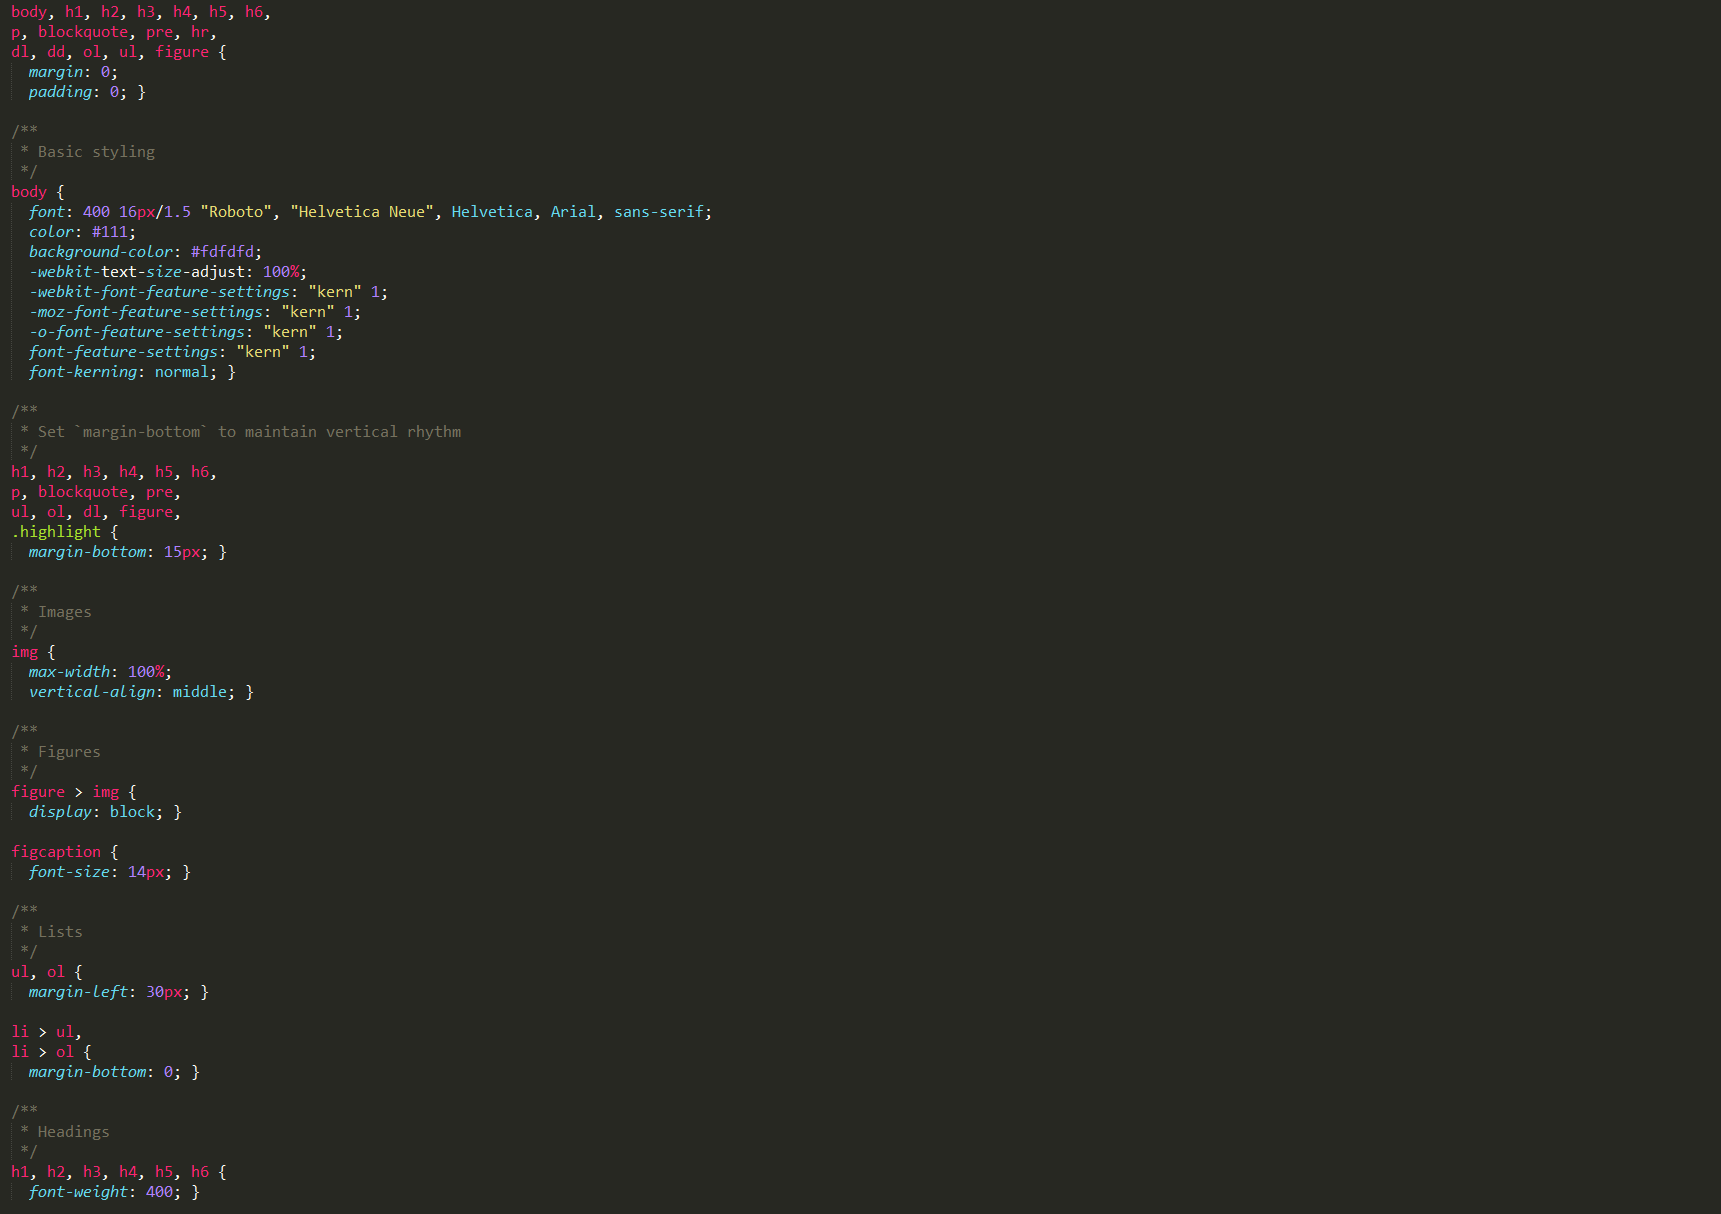 body, h1, h2, h3, h4, h5, h6,
p, blockquote, pre, hr,
dl, dd, ol, ul, figure {
  margin: 0;
  padding: 0; }

/**
 * Basic styling
 */
body {
  font: 400 16px/1.5 "Roboto", "Helvetica Neue", Helvetica, Arial, sans-serif;
  color: #111;
  background-color: #fdfdfd;
  -webkit-text-size-adjust: 100%;
  -webkit-font-feature-settings: "kern" 1;
  -moz-font-feature-settings: "kern" 1;
  -o-font-feature-settings: "kern" 1;
  font-feature-settings: "kern" 1;
  font-kerning: normal; }

/**
 * Set `margin-bottom` to maintain vertical rhythm
 */
h1, h2, h3, h4, h5, h6,
p, blockquote, pre,
ul, ol, dl, figure,
.highlight {
  margin-bottom: 15px; }

/**
 * Images
 */
img {
  max-width: 100%;
  vertical-align: middle; }

/**
 * Figures
 */
figure > img {
  display: block; }

figcaption {
  font-size: 14px; }

/**
 * Lists
 */
ul, ol {
  margin-left: 30px; }

li > ul,
li > ol {
  margin-bottom: 0; }

/**
 * Headings
 */
h1, h2, h3, h4, h5, h6 {
  font-weight: 400; }